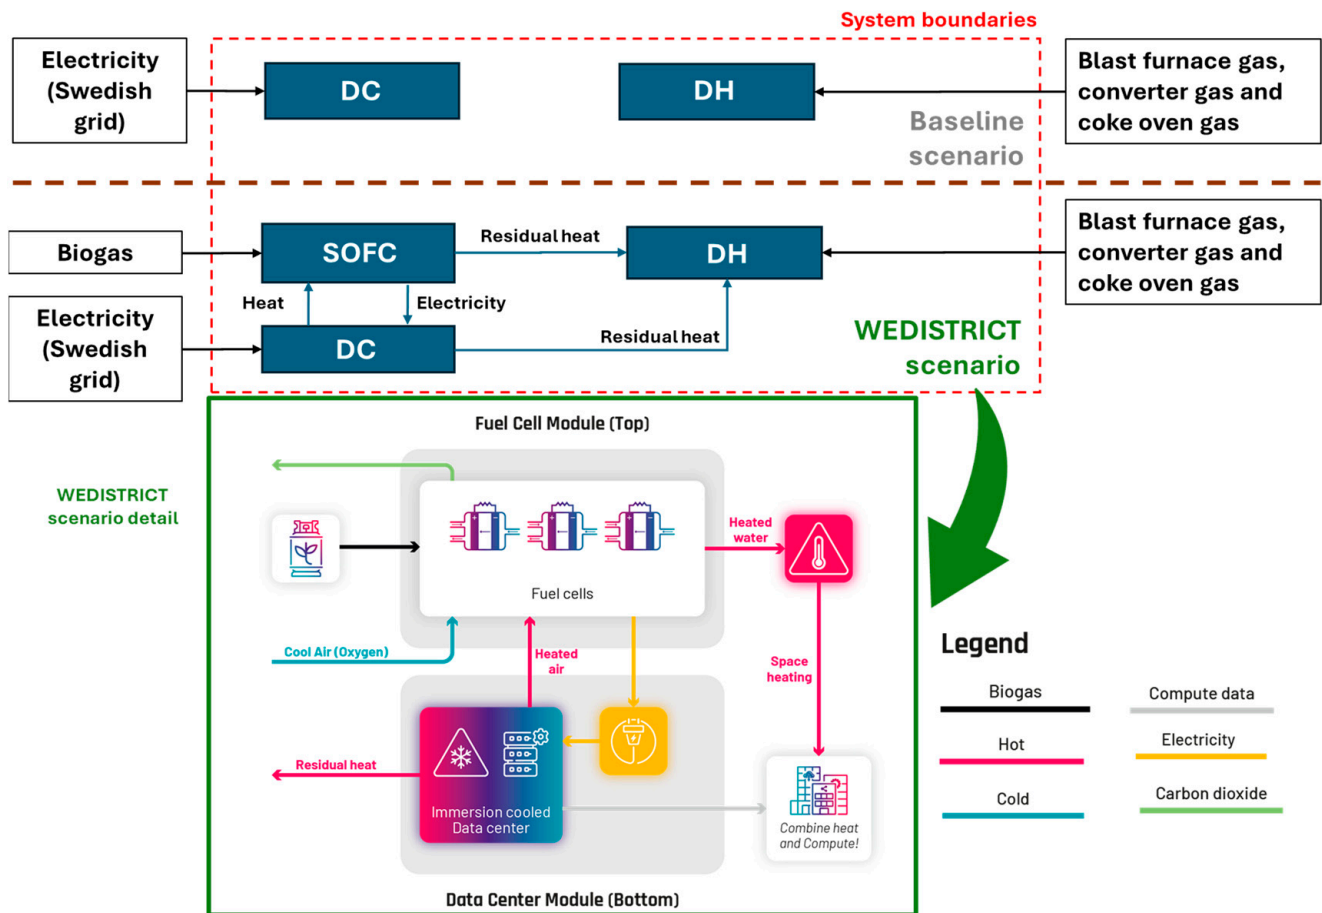 System boundaries
Electricity
(Swedish
grid)
DC
DH
Blast furnace gas,
converter gas and
coke oven gas
Baseline
scenario
Biogas
SOFC
Residual heat
DH
Blast furnace gas,
converter gas and
coke oven gas
Heat
Electricity
Electricity
(Swedish
grid)
DC
Residual heat
WEDISTRICT
scenario
Fuel Cell Module (Top)
WEDISTRICT
scenario detail
Fuel cells
Heated
water
Cool Air (Oxygen)
Heated
air
Space
heating
Residual heat
Immersion cooled
Data center
Combine heat
and Compute!
Data Center Module (Bottom)
Legend
Biogas
Compute data
Hot
Electricity
Cold
Carbon dioxide